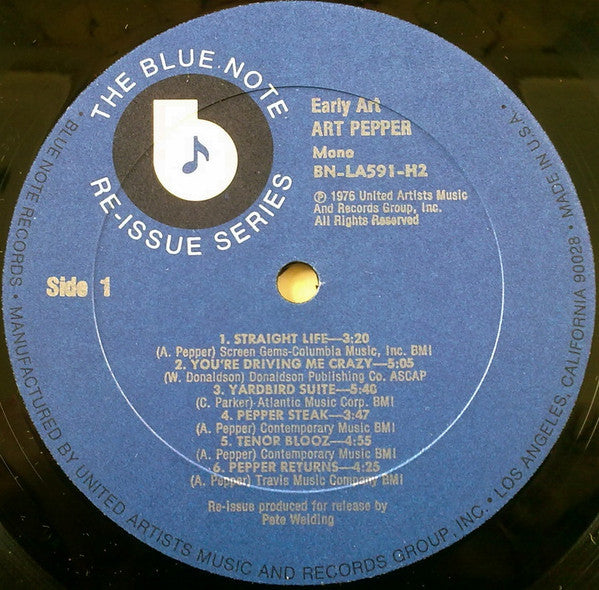 THE BLUE NOTE
RE-ISSUE SERIES
b
Early Art
ART PEPPER
Mono
BN-LA591-H2
Ⓟ 1976 United Artists Music
And Records Group, Inc.
All Rights Reserved
Side 1
1. STRAIGHT LIFE—3:20
(A. Pepper) Screen Gems-Columbia Music, Inc. BMI
2. YOU'RE DRIVING ME CRAZY—5:05
(W. Donaldson) Donaldson Publishing Co. ASCAP
3. YARDBIRD SUITE—5:40
(C. Parker) Atlantic Music Corp. BMI
4. PEPPER STEAK—3:47
(A. Pepper) Contemporary Music BMI
5. TENOR BLOOZ—4:55
(A. Pepper) Contemporary Music BMI
6. PEPPER RETURNS—4:25
(A. Pepper) Travis Music Company BMI
Re-issue produced for release by
Pete Welding
• BLUE NOTE RECORDS • MANUFACTURED BY UNITED ARTISTS MUSIC AND RECORDS GROUP, INC. • LOS ANGELES, CALIFORNIA 90028 • MADE IN U.S.A. •